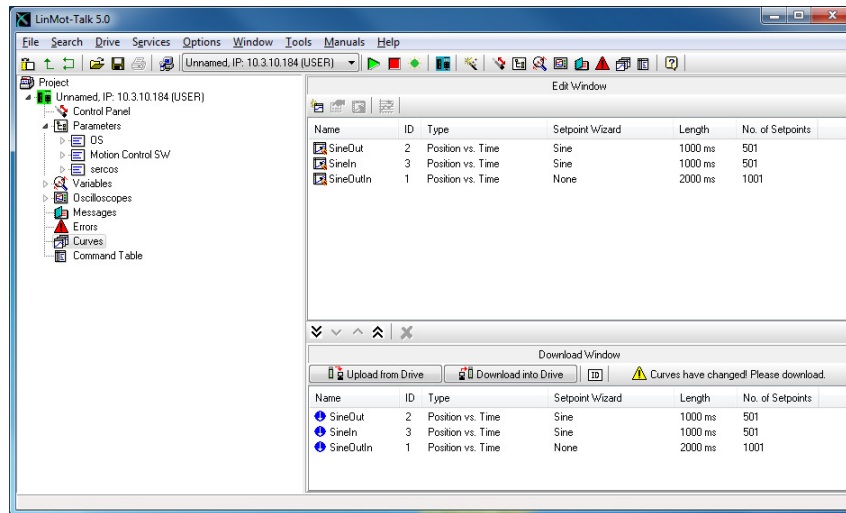 LinMot-Talk 5.0
File Search Drive Services Options Window Tools Manuals Help
Unnamed, IP: 10.3.10.184 (USER)
Project
Unnamed, IP: 10.3.10.184 (USER)
Control Panel
Parameters
OS
Motion Control SW
sercos
Variables
Oscilloscopes
Messages
Errors
Curves
Command Table
Edit Window
Name ID Type Setpoint Wizard Length No. of Setpoints
SineOut 2 Position vs. Time Sine 1000 ms 501
SineIn 3 Position vs. Time Sine 1000 ms 501
SineOutIn 1 Position vs. Time None 2000 ms 1001
Download Window
Upload from Drive Download into Drive ID Curves have changed! Please download.
Name ID Type Setpoint Wizard Length No. of Setpoints
SineOut 2 Position vs. Time Sine 1000 ms 501
SineIn 3 Position vs. Time Sine 1000 ms 501
SineOutIn 1 Position vs. Time None 2000 ms 1001